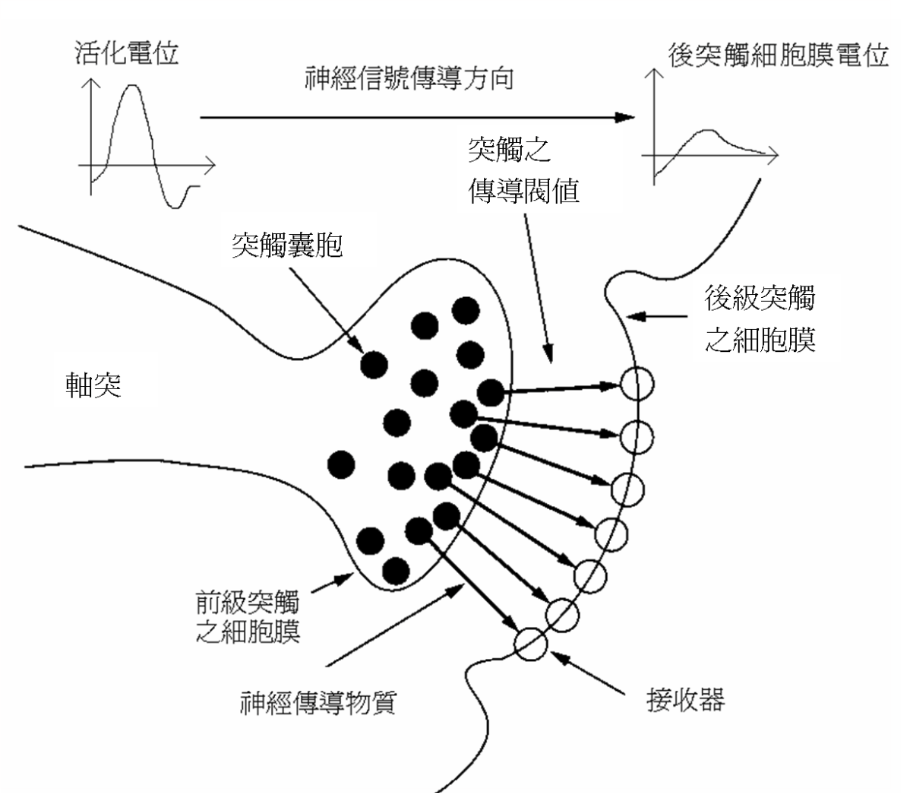 活化電位
神經信號傳導方向
後突觸細胞膜電位
突觸之
傳導閥值
突觸囊胞
後級突觸
之細胞膜
軸突
前級突觸
之細胞膜
神經傳導物質
接收器